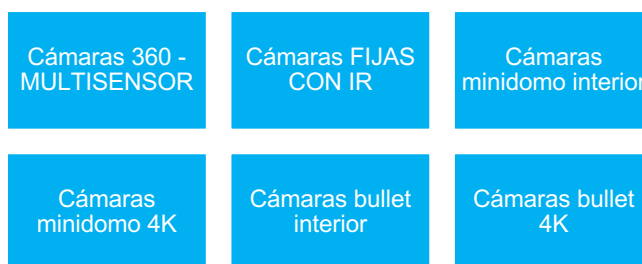 Cámaras 360 -
MULTISENSOR
Cámaras FIJAS
CON IR
Cámaras
minidomo interior
Cámaras
minidomo 4K
Cámaras bullet
interior
Cámaras bullet
4K